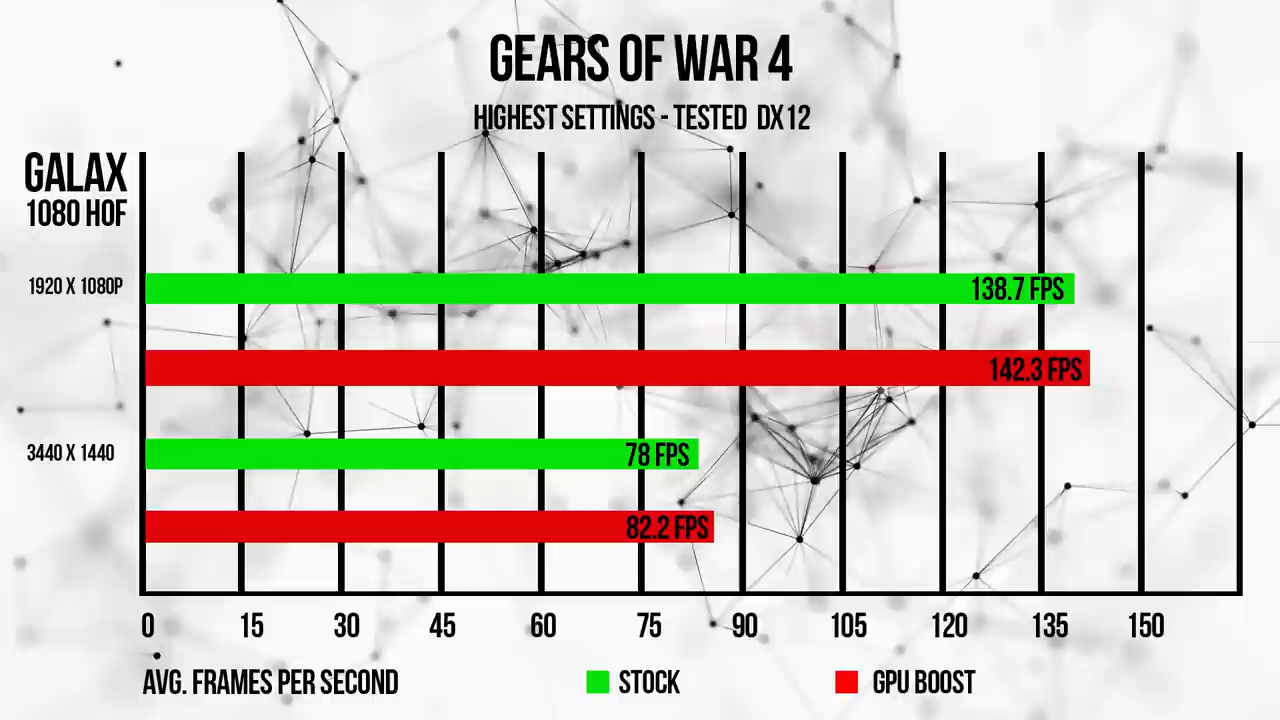 GEARS OF WAR 4
HIGHEST SETTINGS - TESTED DX12
GALAX
1080 HOF
1920 X 1080P
138.7 FPS
142.3 FPS
3440 X 1440
78 FPS
82.2 FPS
0 15 30 45 60 75 90 105 120 135 150
AVG. FRAMES PER SECOND STOCK GPU BOOST